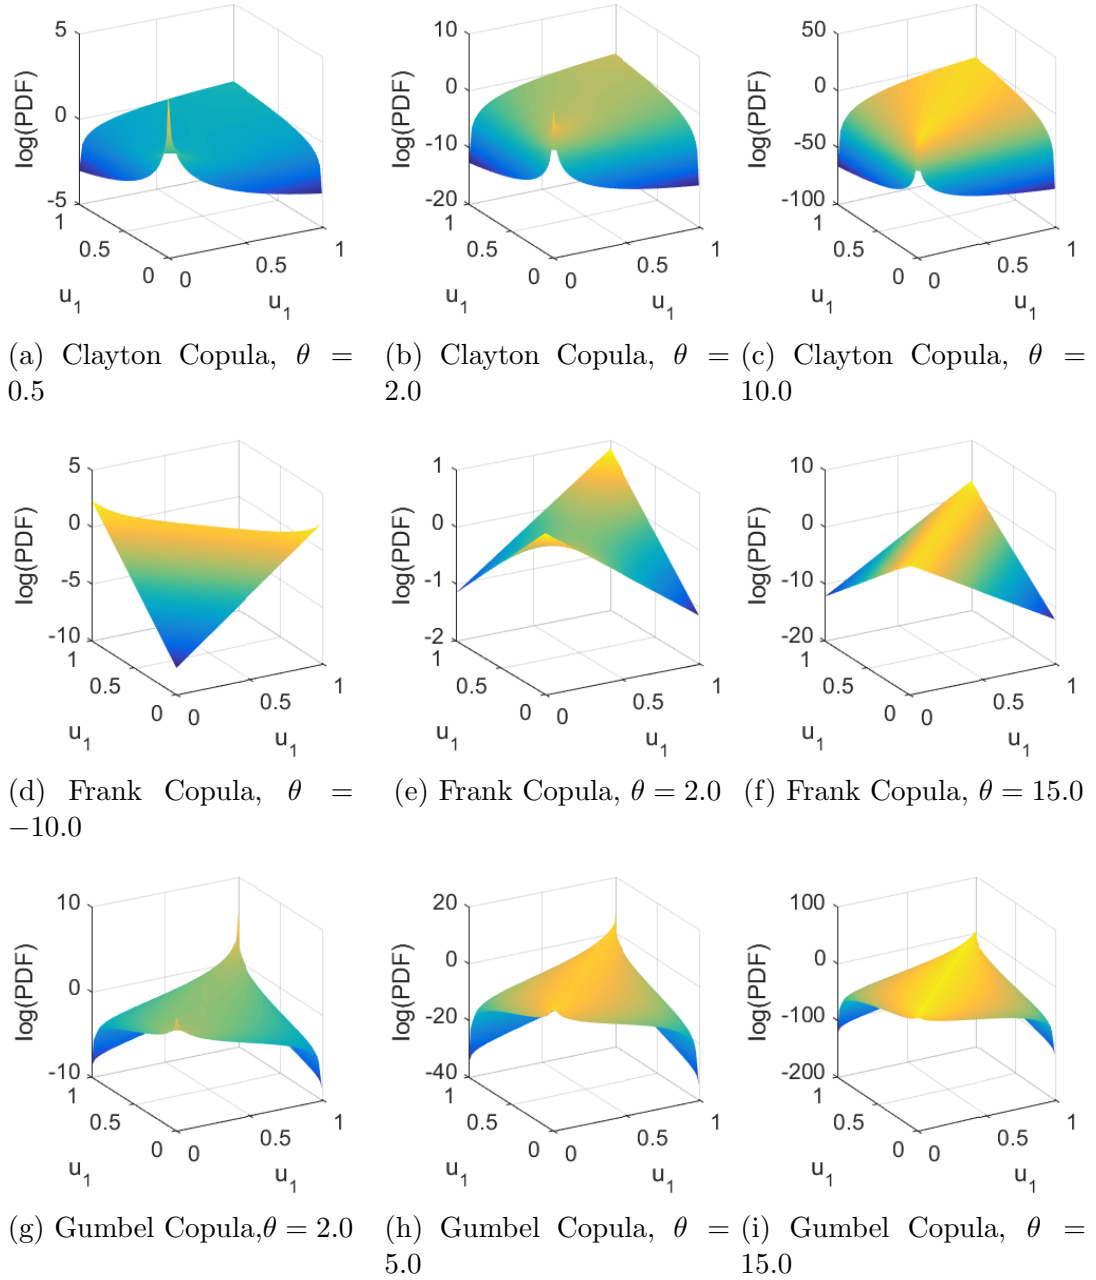 5
0
-5
log(PDF)
1
0.5
0
0
0.5
1
u1
u1
10
0
-10
-20
log(PDF)
1
0.5
0
0
0.5
1
u1
u1
50
0
-50
-100
log(PDF)
1
0.5
0
0
0.5
1
u1
u1
(a) Clayton Copula, θ =
0.5
(b) Clayton Copula, θ =
2.0
(c) Clayton Copula, θ =
10.0
5
0
-5
-10
log(PDF)
1
0.5
0
0
0.5
1
u1
u1
1
0
-1
-2
log(PDF)
1
0.5
0
0
0.5
1
u1
u1
10
0
-10
-20
log(PDF)
1
0.5
0
0
0.5
1
u1
u1
(d) Frank Copula, θ =
−10.0
(e) Frank Copula, θ = 2.0
(f) Frank Copula, θ = 15.0
10
0
-10
log(PDF)
1
0.5
0
0
0.5
1
u1
u1
20
0
-20
-40
log(PDF)
1
0.5
0
0
0.5
1
u1
u1
100
0
-100
-200
log(PDF)
1
0.5
0
0
0.5
1
u1
u1
(g) Gumbel Copula,θ = 2.0
(h) Gumbel Copula, θ =
5.0
(i) Gumbel Copula, θ =
15.0